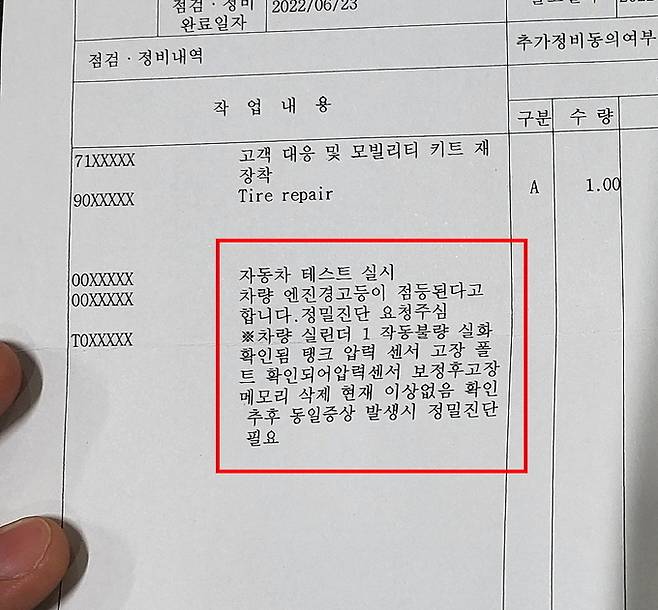 점검·정비
완료일자
2022/06/23
점검·정비내역
추가정비동의여부
작 업 내 용
구분
수 량
71XXXXX
고객 대응 및 모빌리티 키트 재
장착
90XXXXX
Tire repair
A
1.00
00XXXXX
자동차 테스트 실시
00XXXXX
차량 엔진경고등이 점등된다고
합니다.정밀진단 요청주심
T0XXXXX
※차량 실린더 1 작동불량 실화
확인됨 탱크 압력 센서 고장 폴
트 확인되어압력센서 보정후고장
메모리 삭제 현재 이상없음 확인
추후 동일증상 발생시 정밀진단
필요